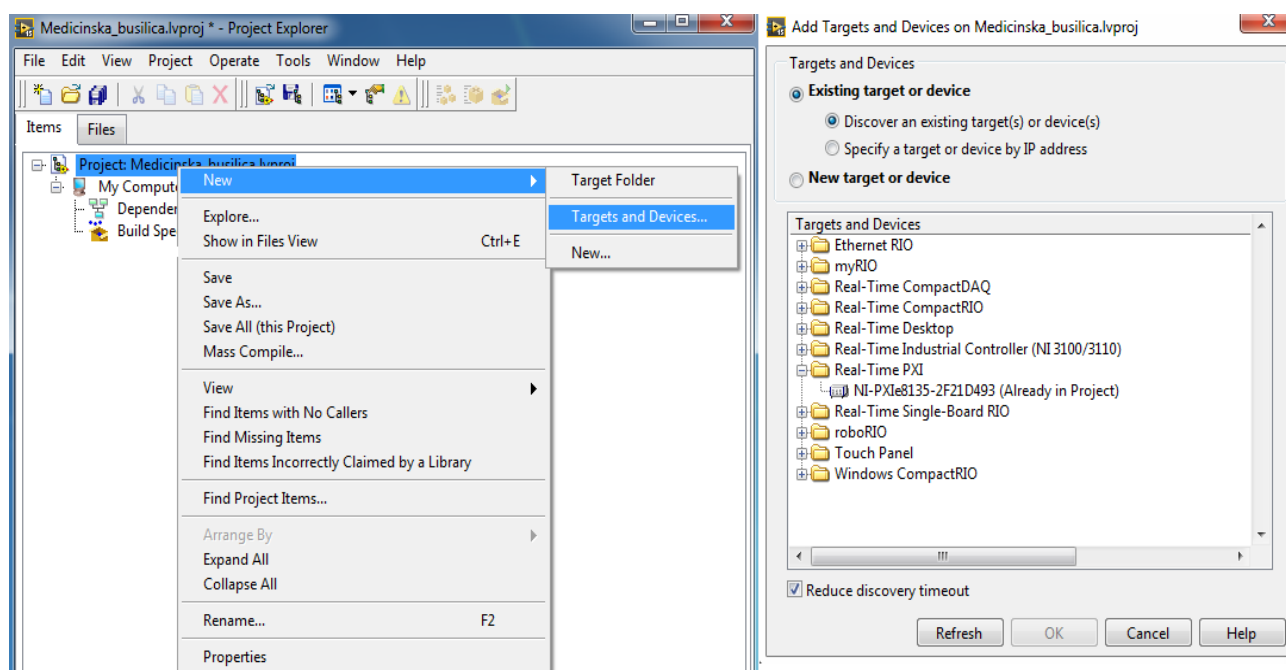 Medicinska_busilica.lvproj * - Project Explorer
File Edit View Project Operate Tools Window Help
Items Files
Project: Medicinska_busilica.lvproj
My Compute
Depender
Build Spe
New
Explore...
Show in Files View Ctrl+E
Save
Save As...
Save All (this Project)
Mass Compile...
View
Find Items with No Callers
Find Missing Items
Find Items Incorrectly Claimed by a Library
Find Project Items...
Arrange By
Expand All
Collapse All
Rename... F2
Properties
Target Folder
Targets and Devices...
New...
Add Targets and Devices on Medicinska_busilica.lvproj
Targets and Devices
Existing target or device
Discover an existing target(s) or device(s)
Specify a target or device by IP address
New target or device
Targets and Devices
Ethernet RIO
myRIO
Real-Time CompactDAQ
Real-Time CompactRIO
Real-Time Desktop
Real-Time Industrial Controller (NI 3100/3110)
Real-Time PXI
NI-PXIe8135-2F21D493 (Already in Project)
Real-Time Single-Board RIO
roboRIO
Touch Panel
Windows CompactRIO
Reduce discovery timeout
Refresh OK Cancel Help